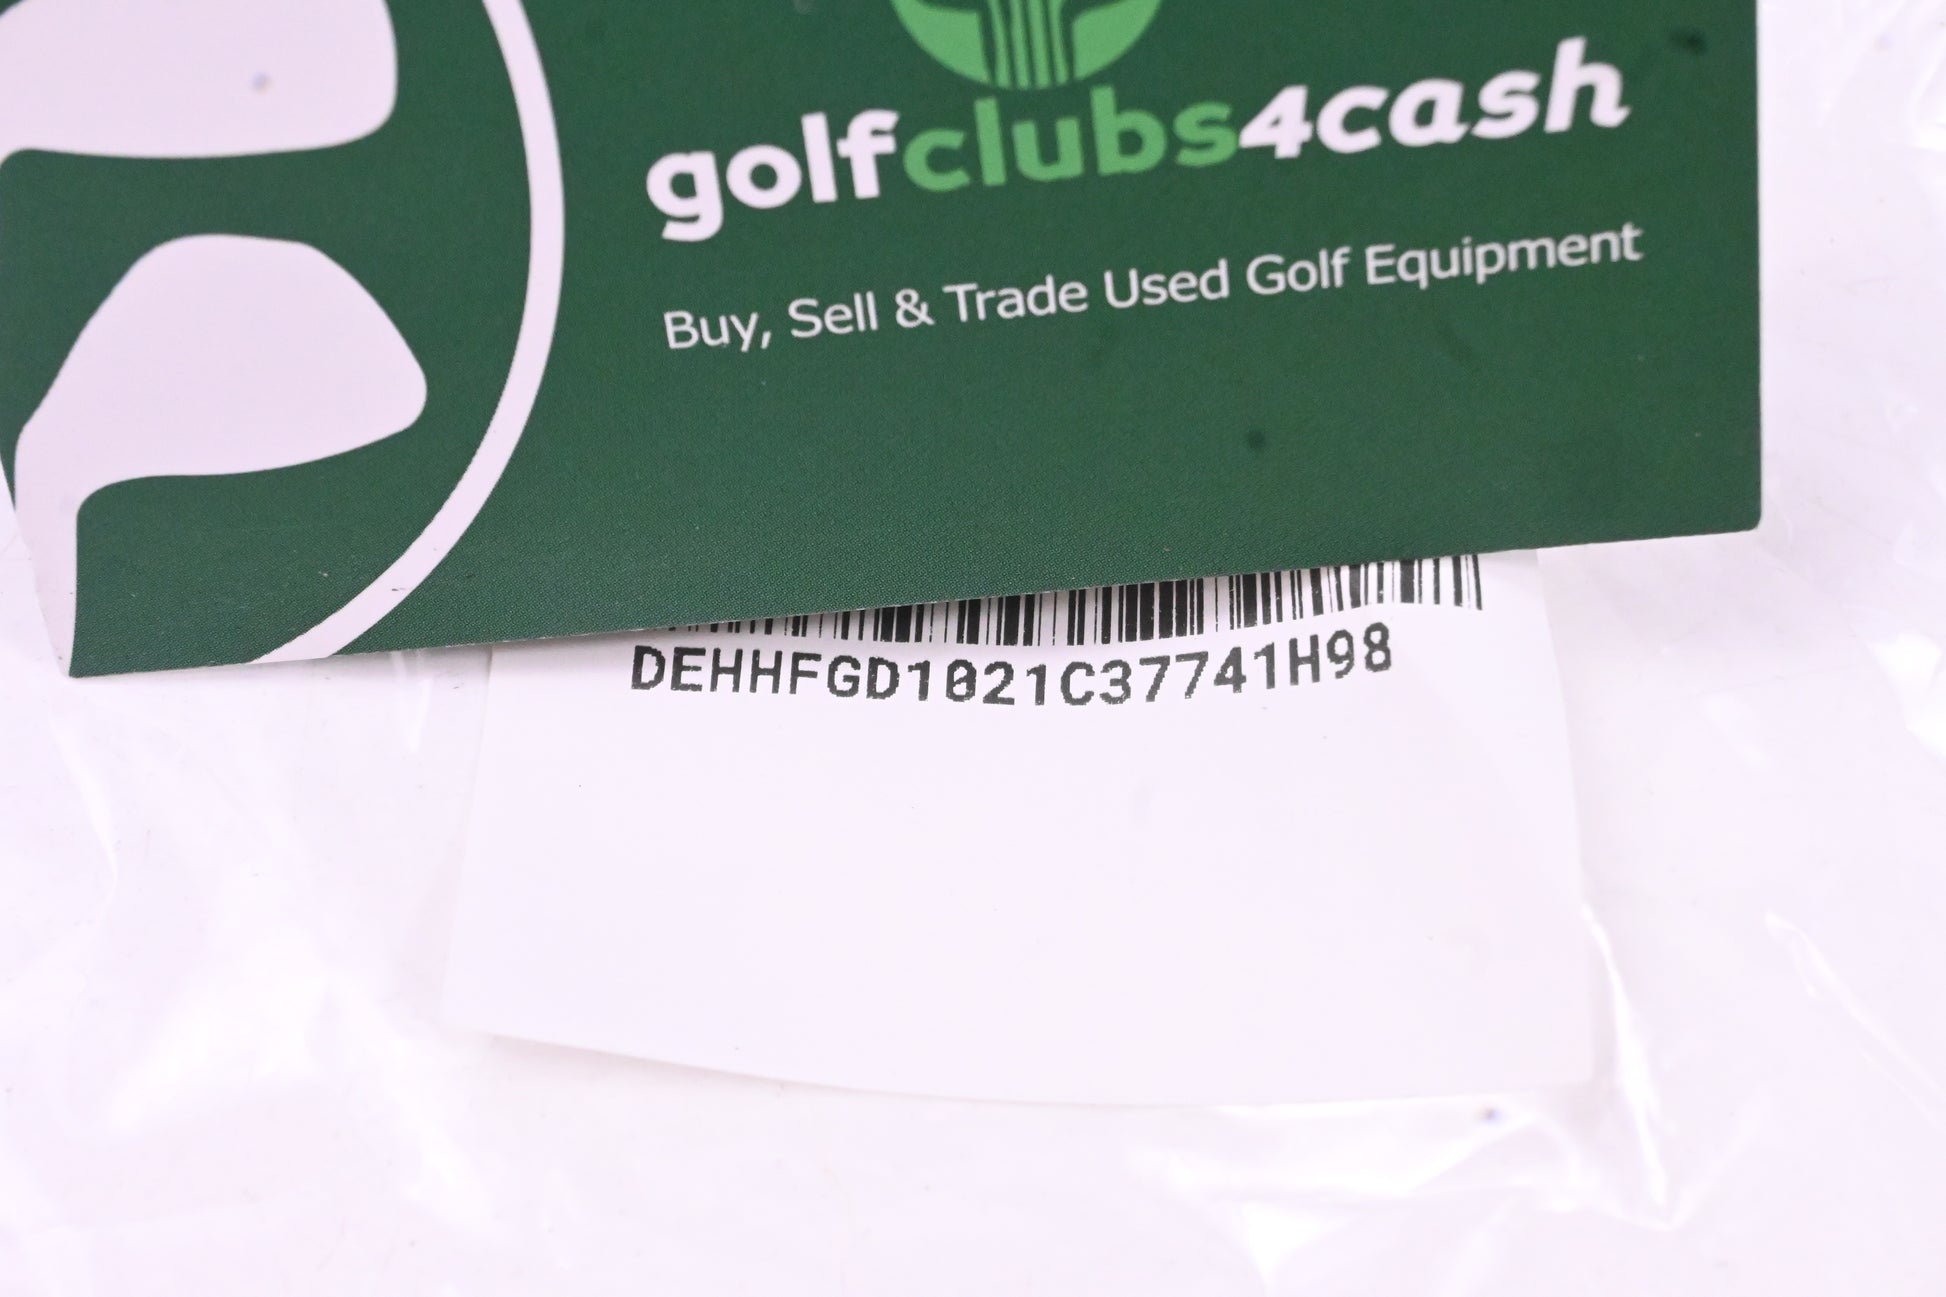 golfclubs4cash
Buy, Sell & Trade Used Golf Equipment
DEHHFGD1021C37741H98